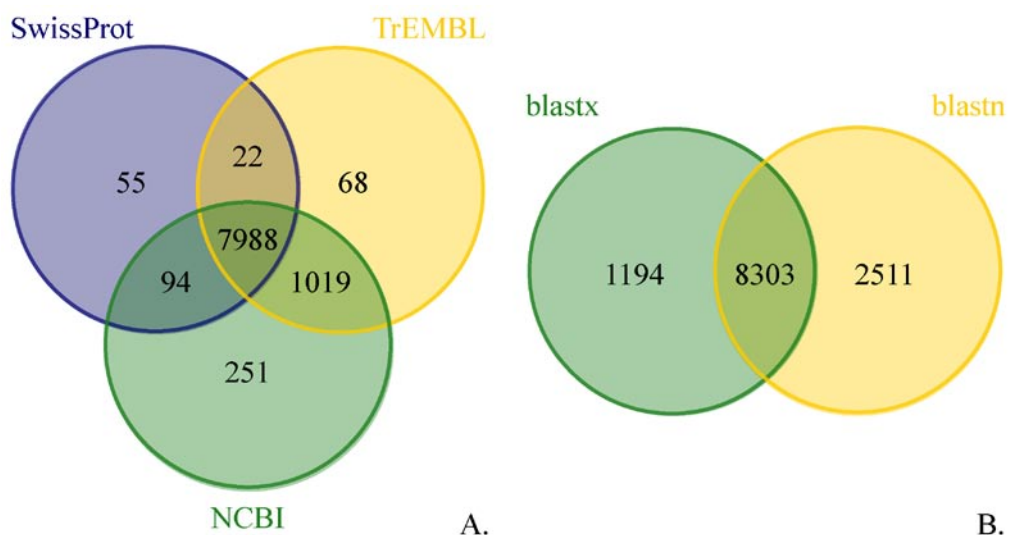 SwissProt
TrEMBL
55
22
68
7988
94
1019
251
NCBI
A.
blastx
blastn
1194
8303
2511
B.